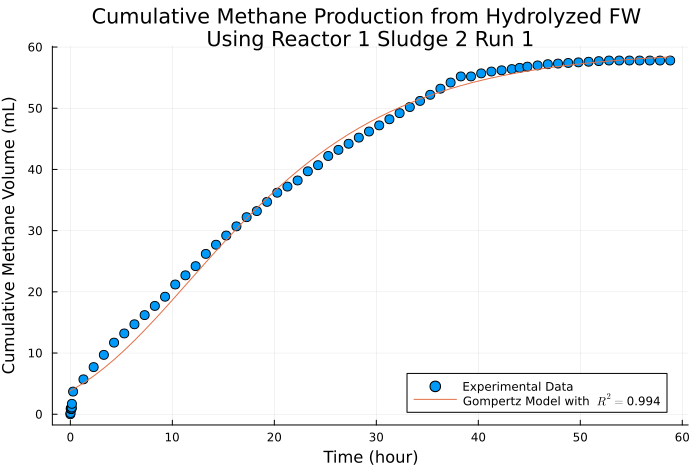 Cumulative Methane Production from Hydrolyzed FW
Using Reactor 1 Sludge 2 Run 1
Cumulative Methane Volume (mL)
60
50
40
30
20
10
0
Experimental Data
Gompertz Model with R² = 0.994
0 10 20 30 40 50 60
Time (hour)